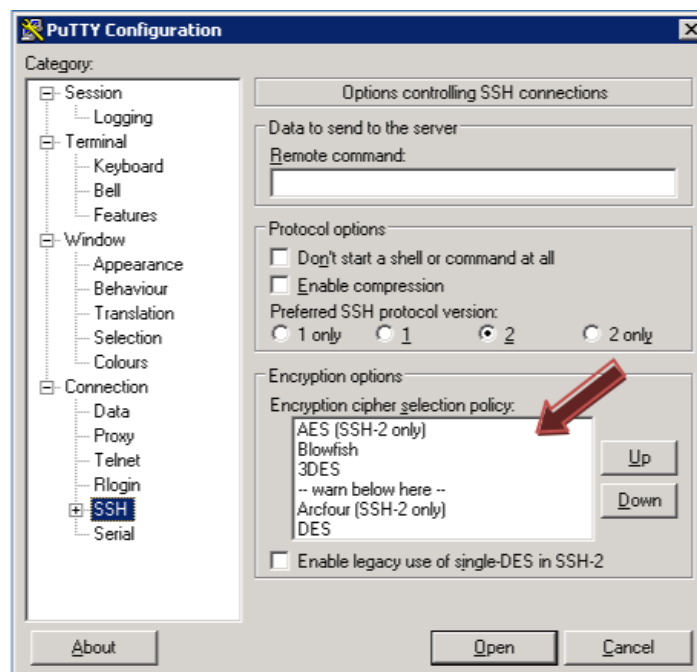 PuTTY Configuration
Category:
Session
Logging
Terminal
Keyboard
Bell
Features
Window
Appearance
Behaviour
Translation
Selection
Colours
Connection
Data
Proxy
Telnet
Rlogin
SSH
Serial
Options controlling SSH connections
Data to send to the server
Remote command:
Protocol options
Don't start a shell or command at all
Enable compression
Preferred SSH protocol version:
1 only 1 2 2 only
Encryption options
Encryption cipher selection policy:
AES (SSH-2 only)
Blowfish
3DES
-- warn below here --
Arcfour (SSH-2 only)
DES
Up
Down
Enable legacy use of single-DES in SSH-2
About Open Cancel